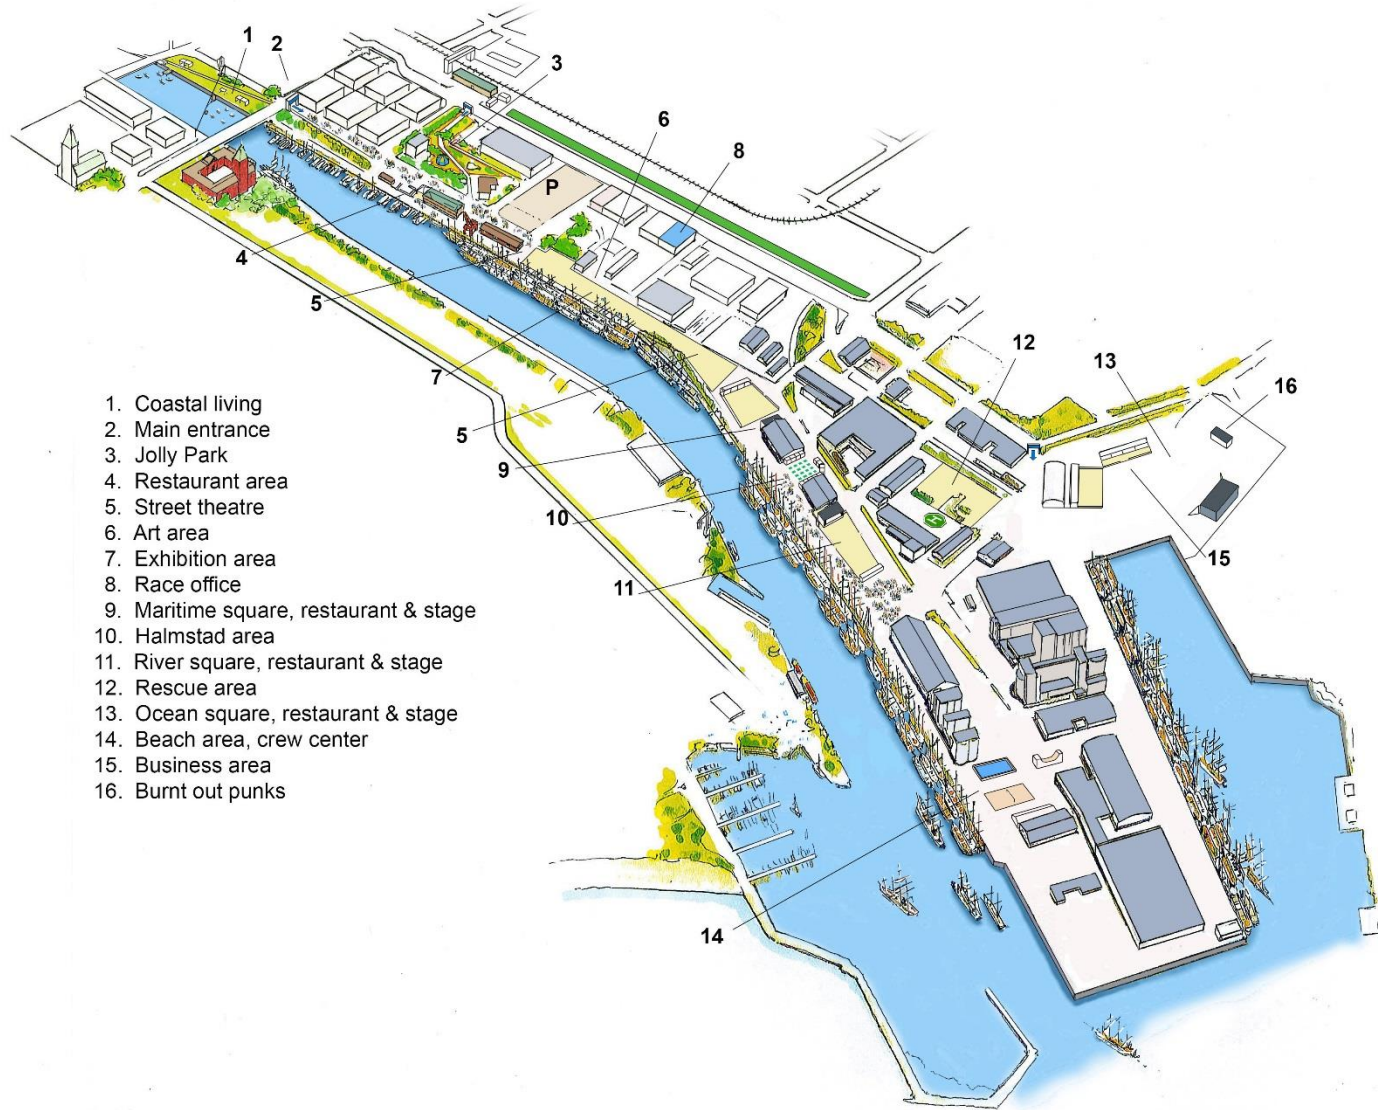 1
2
3
6
8
P
4
5
7
5
12
13
16
9
10
11
15
14
1. Coastal living
2. Main entrance
3. Jolly Park
4. Restaurant area
5. Street theatre
6. Art area
7. Exhibition area
8. Race office
9. Maritime square, restaurant & stage
10. Halmstad area
11. River square, restaurant & stage
12. Rescue area
13. Ocean square, restaurant & stage
14. Beach area, crew center
15. Business area
16. Burnt out punks
H